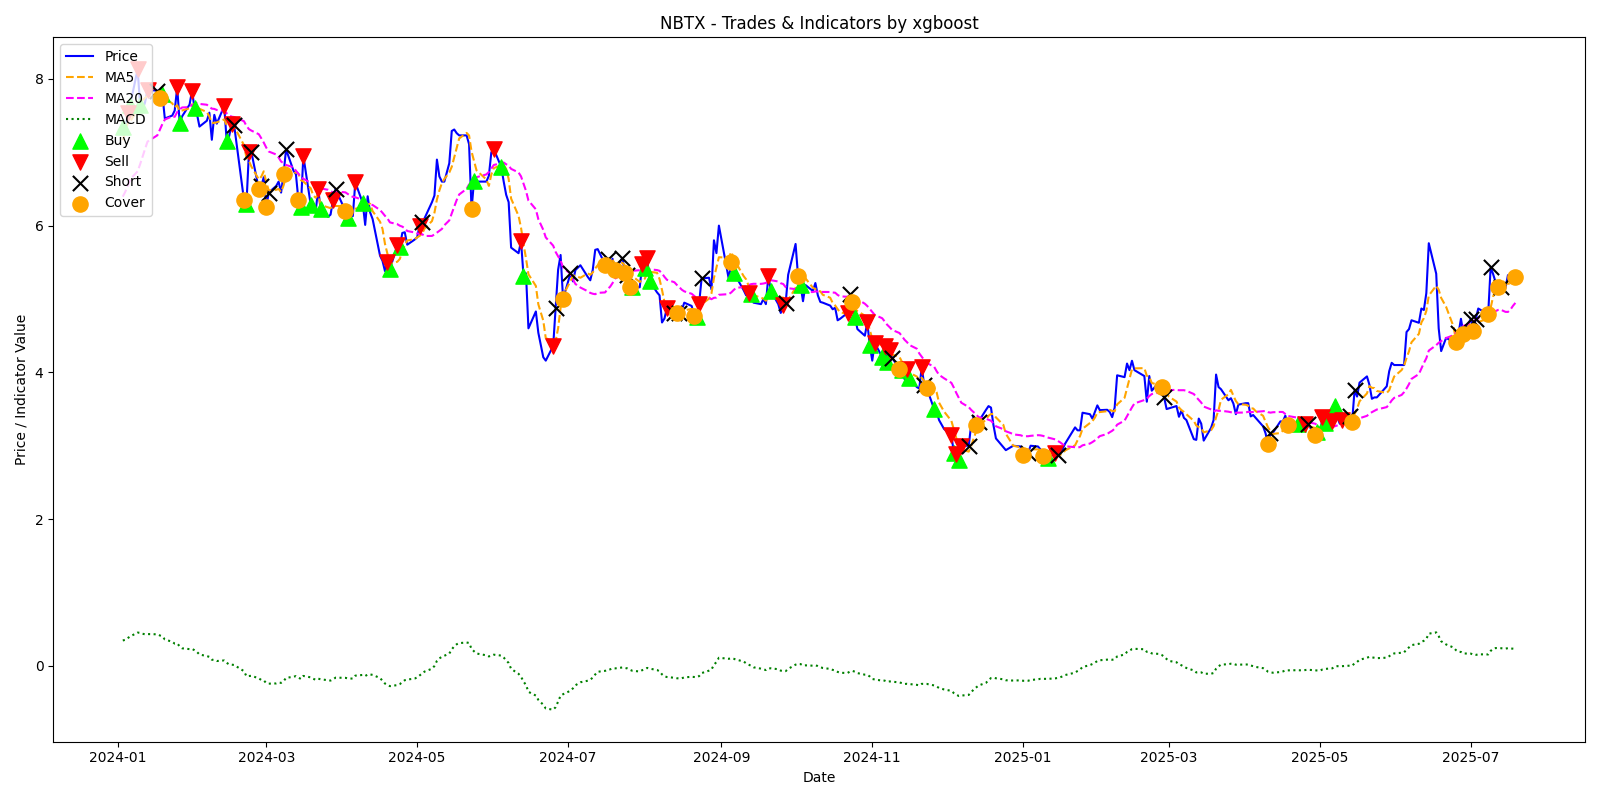 NBTX - Trades & Indicators by xgboost
Price
MA5
MA20
MACD
Buy
Sell
Short
Cover
Price / Indicator Value
8
6
4
2
0
2024-01 2024-03 2024-05 2024-07 2024-09 2024-11 2025-01 2025-03 2025-05 2025-07
Date